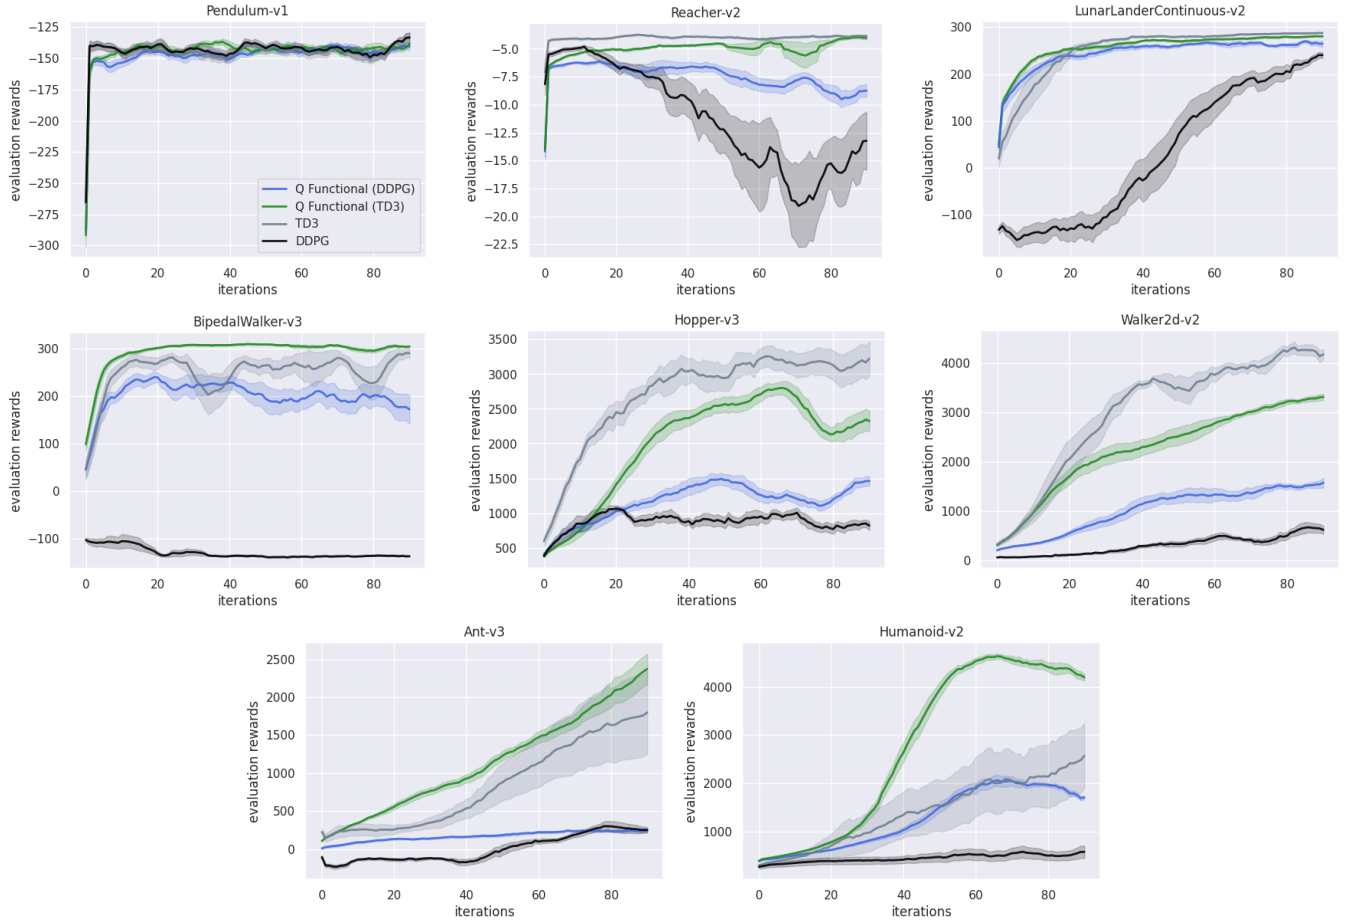 Pendulum-v1
evaluation rewards
−125
−150
−175
−200
−225
−250
−275
−300
0 20 40 60 80
iterations
Q Functional (DDPG)
Q Functional (TD3)
TD3
DDPG
Reacher-v2
evaluation rewards
−5.0
−7.5
−10.0
−12.5
−15.0
−17.5
−20.0
−22.5
0 20 40 60 80
iterations
LunarLanderContinuous-v2
evaluation rewards
300
200
100
0
−100
0 20 40 60 80
iterations
BipedalWalker-v3
evaluation rewards
300
200
100
0
−100
0 20 40 60 80
iterations
Hopper-v3
evaluation rewards
3500
3000
2500
2000
1500
1000
500
0 20 40 60 80
iterations
Walker2d-v2
evaluation rewards
4000
3000
2000
1000
0
0 20 40 60 80
iterations
Ant-v3
evaluation rewards
2500
2000
1500
1000
500
0
0 20 40 60 80
iterations
Humanoid-v2
evaluation rewards
4000
3000
2000
1000
0 20 40 60 80
iterations